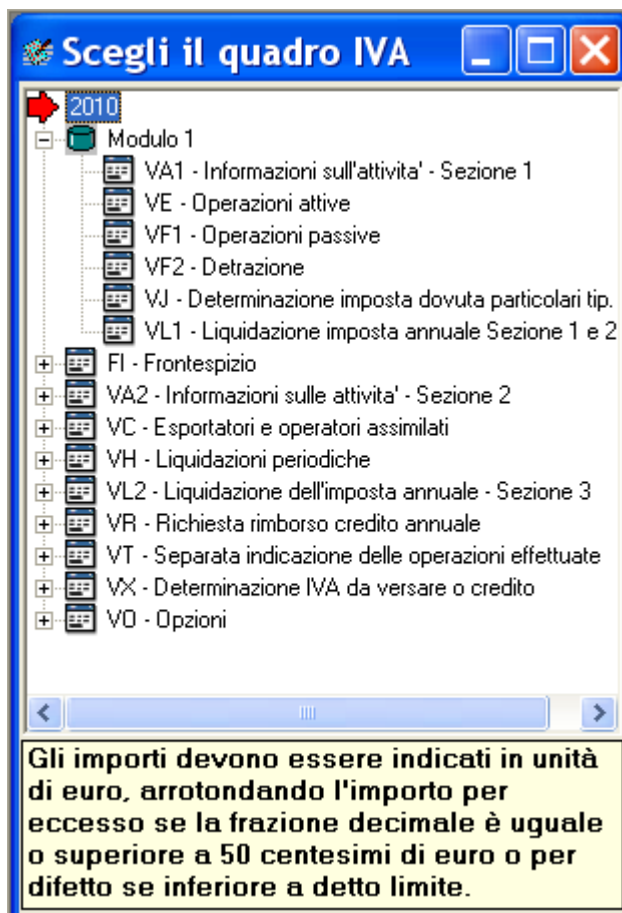 Scegli il quadro IVA
2010
Modulo 1
VA1 - Informazioni sull'attivita' - Sezione 1
VE - Operazioni attive
VF1 - Operazioni passive
VF2 - Detrazione
VJ - Determinazione imposta dovuta particolari tip.
VL1 - Liquidazione imposta annuale Sezione 1 e 2
FI - Frontespizio
VA2 - Informazioni sulle attivita' - Sezione 2
VC - Esportatori e operatori assimilati
VH - Liquidazioni periodiche
VL2 - Liquidazione dell'imposta annuale - Sezione 3
VR - Richiesta rimborso credito annuale
VT - Separata indicazione delle operazioni effettuate
VX - Determinazione IVA da versare o credito
VO - Opzioni
Gli importi devono essere indicati in unità
di euro, arrotondando l'importo per
eccesso se la frazione decimale è uguale
o superiore a 50 centesimi di euro o per
difetto se inferiore a detto limite.